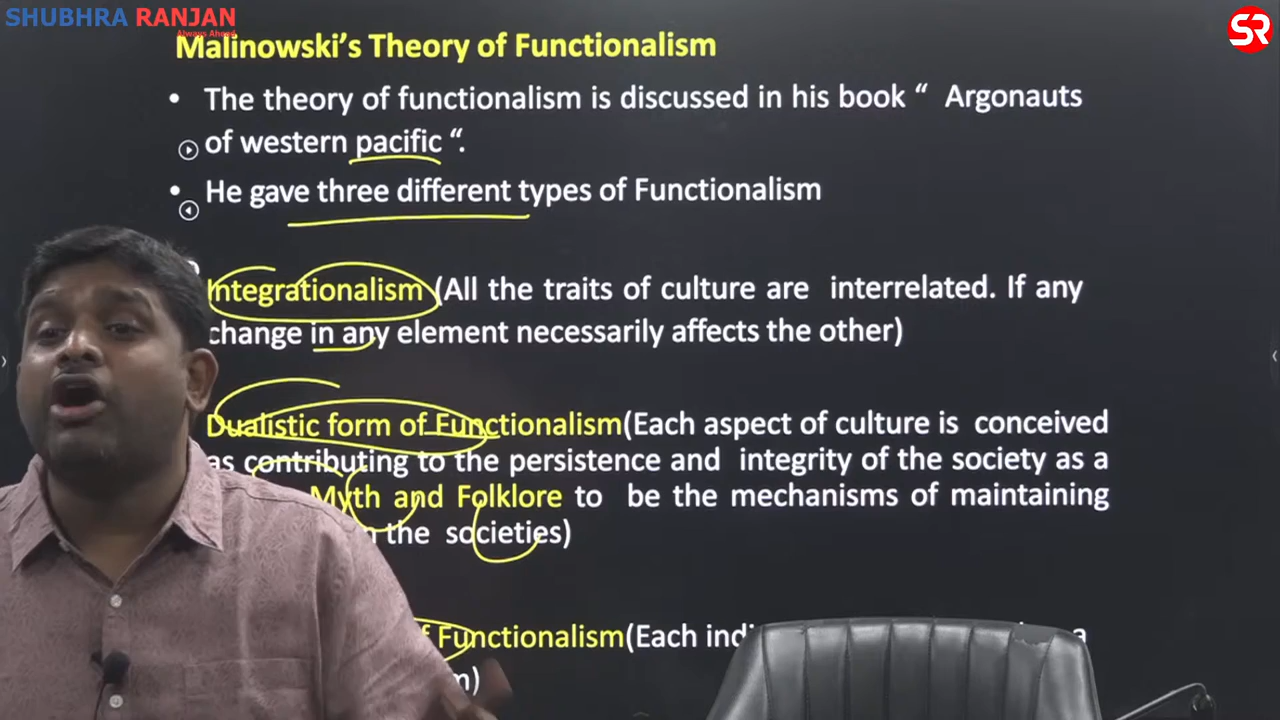 SHUBHRA RANJAN
Always Ahead
SR
Malinowski's Theory of Functionalism
• The theory of functionalism is discussed in his book “ Argonauts
of western pacific “.
• He gave three different types of Functionalism
Integrationalism (All the traits of culture are interrelated. If any
change in any element necessarily affects the other)
Dualistic form of Functionalism(Each aspect of culture is conceived
as contributing to the persistence and integrity of the society as a
Myth and Folklore to be the mechanisms of maintaining
the societies)
Functionalism(Each
a